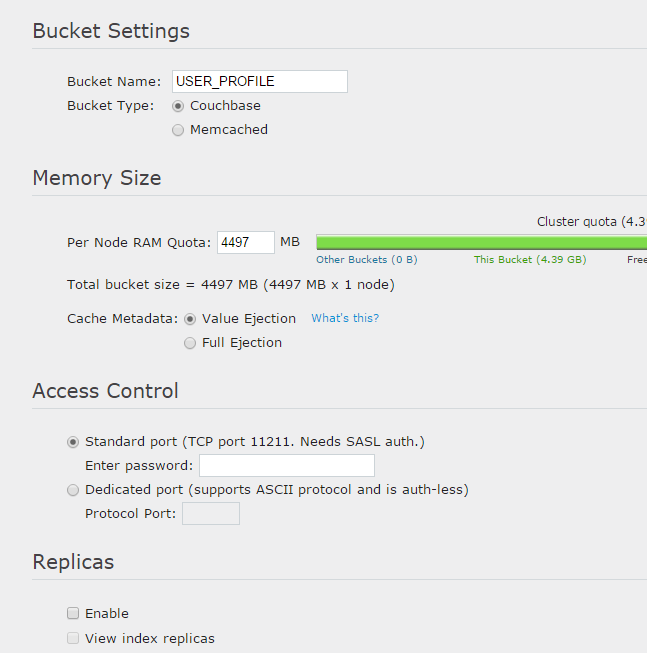 Bucket Settings
Bucket Name: USER_PROFILE
Bucket Type: Couchbase
Memcached
Memory Size
Cluster quota (4.39
Per Node RAM Quota: 4497 MB
Other Buckets (0 B) This Bucket (4.39 GB) Free
Total bucket size = 4497 MB (4497 MB x 1 node)
Cache Metadata: Value Ejection What's this?
Full Ejection
Access Control
Standard port (TCP port 11211. Needs SASL auth.)
Enter password:
Dedicated port (supports ASCII protocol and is auth-less)
Protocol Port:
Replicas
Enable
View index replicas